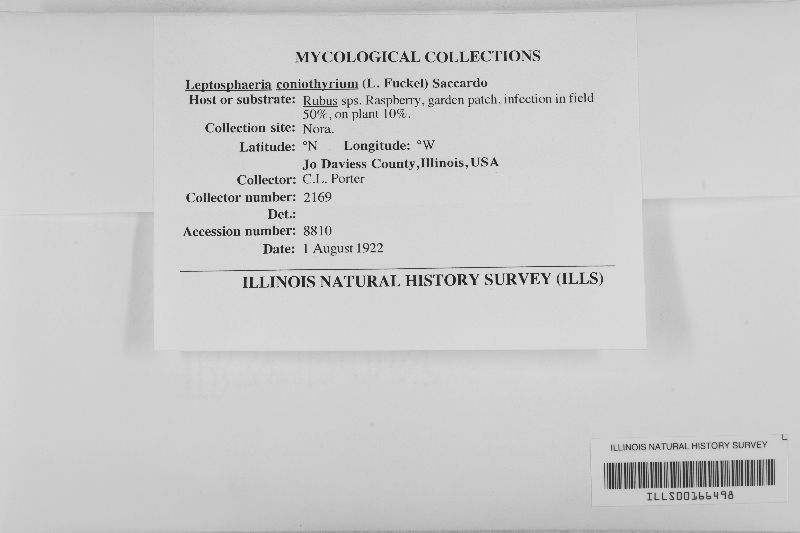 MYCOLOGICAL COLLECTIONS
Leptosphaeria coniothyrium (L. Fuckel) Saccardo
Host or substrate: Rubus sps. Raspberry, garden patch, infection in field
50%, on plant 10%.
Collection site: Nora.
Latitude: °N Longitude: °W
Jo Daviess County, Illinois, USA
Collector: C.L. Porter
Collector number: 2169
Det.:
Accession number: 8810
Date: 1 August 1922
ILLINOIS NATURAL HISTORY SURVEY (ILLS)
ILLINOIS NATURAL HISTORY SURVEY
ILLS00166498